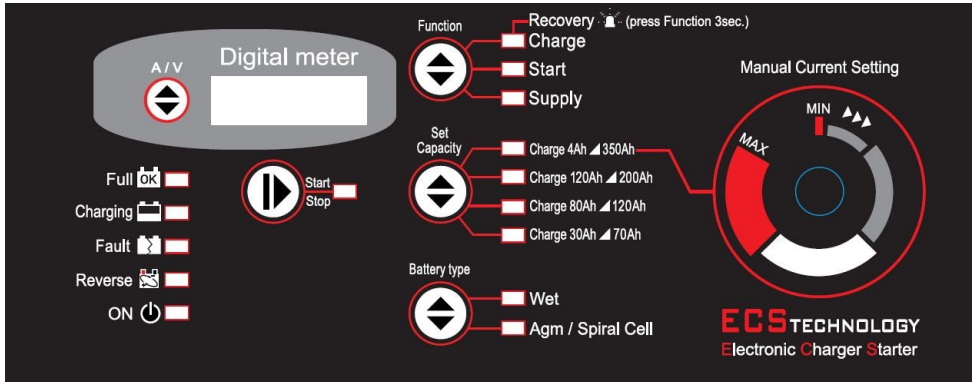 Digital meter
A / V
Full OK
Charging
Fault
Reverse
ON
Start
Stop
Function
Recovery (press Function 3sec.)
Charge
Start
Supply
Set
Capacity
Charge 4Ah 350Ah
Charge 120Ah 200Ah
Charge 80Ah 120Ah
Charge 30Ah 70Ah
Battery type
Wet
Agm / Spiral Cell
Manual Current Setting
MIN
MAX
ECS TECHNOLOGY
Electronic Charger Starter